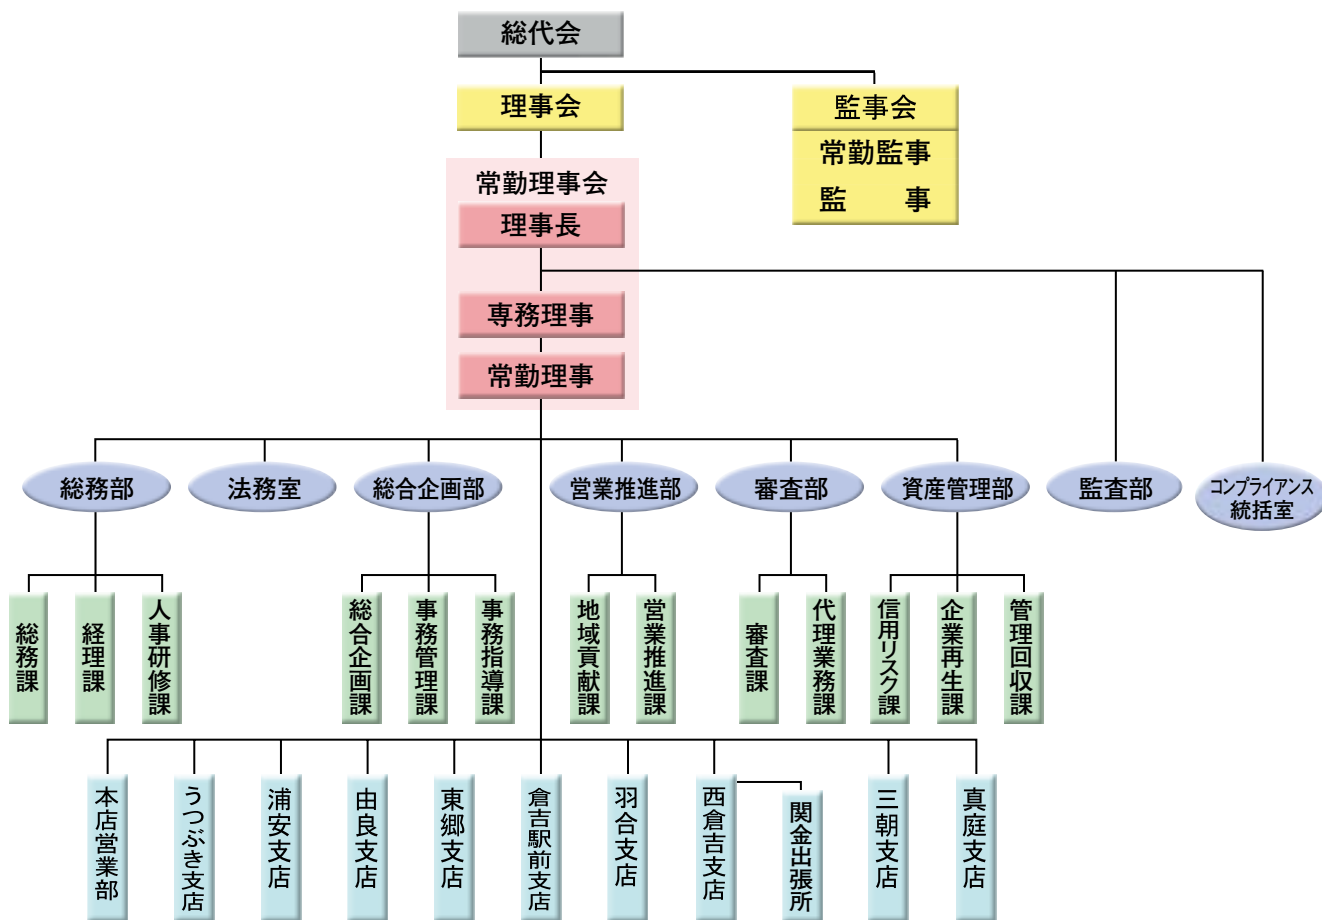 総代会
理事会
監事会
常勤監事
監　　事
常勤理事会
理事長
専務理事
常勤理事
総務部
法務室
総合企画部
営業推進部
審査部
資産管理部
監査部
コンプライアンス
統括室
総務課
経理課
人事研修課
総合企画課
事務管理課
事務指導課
地域貢献課
営業推進課
審査課
代理業務課
信用リスク課
企業再生課
管理回収課
本店営業部
うつぶき支店
浦安支店
由良支店
東郷支店
倉吉駅前支店
羽合支店
西倉吉支店
関金出張所
三朝支店
真庭支店